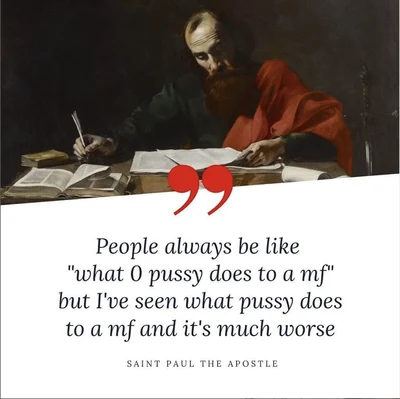 ”
People always be like
"what 0 pussy does to a mf"
but I've seen what pussy does
to a mf and it's much worse
SAINT PAUL THE APOSTLE